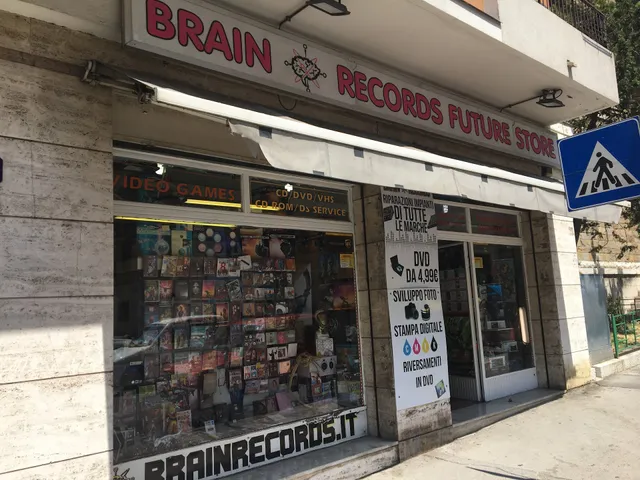 BRAIN RECORDS FUTURE STORE
VIDEO GAMES
CD/DVD/VHS
CD ROM/DS SERVICE
RIPARAZIONI IMPIANTI
DI TUTTE
LE MARCHE
DVD
DA 4,99€
SVILUPPO FOTO
STAMPA DIGITALE
RIVERSAMENTI
IN DVD
BRAINRECORDS.IT